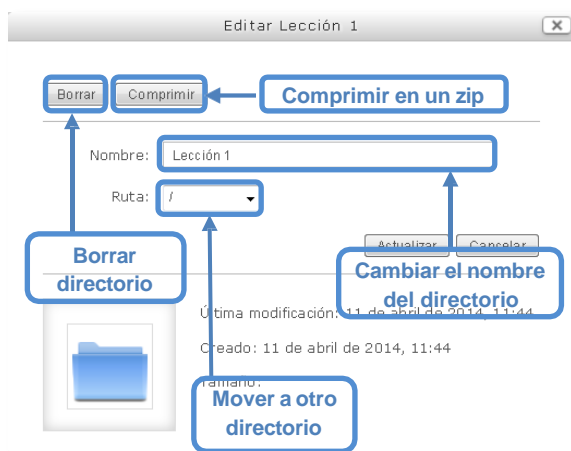 Editar Lección 1
Borrar Comprimir Comprimir en un zip
Nombre: Lección 1
Ruta: /
Actualizar Cancelar
Borrar
directorio
Cambiar el nombre
del directorio
Última modificación: 11 de abril de 2014, 11:44
Creado: 11 de abril de 2014, 11:44
Tamaño:
Mover a otro
directorio